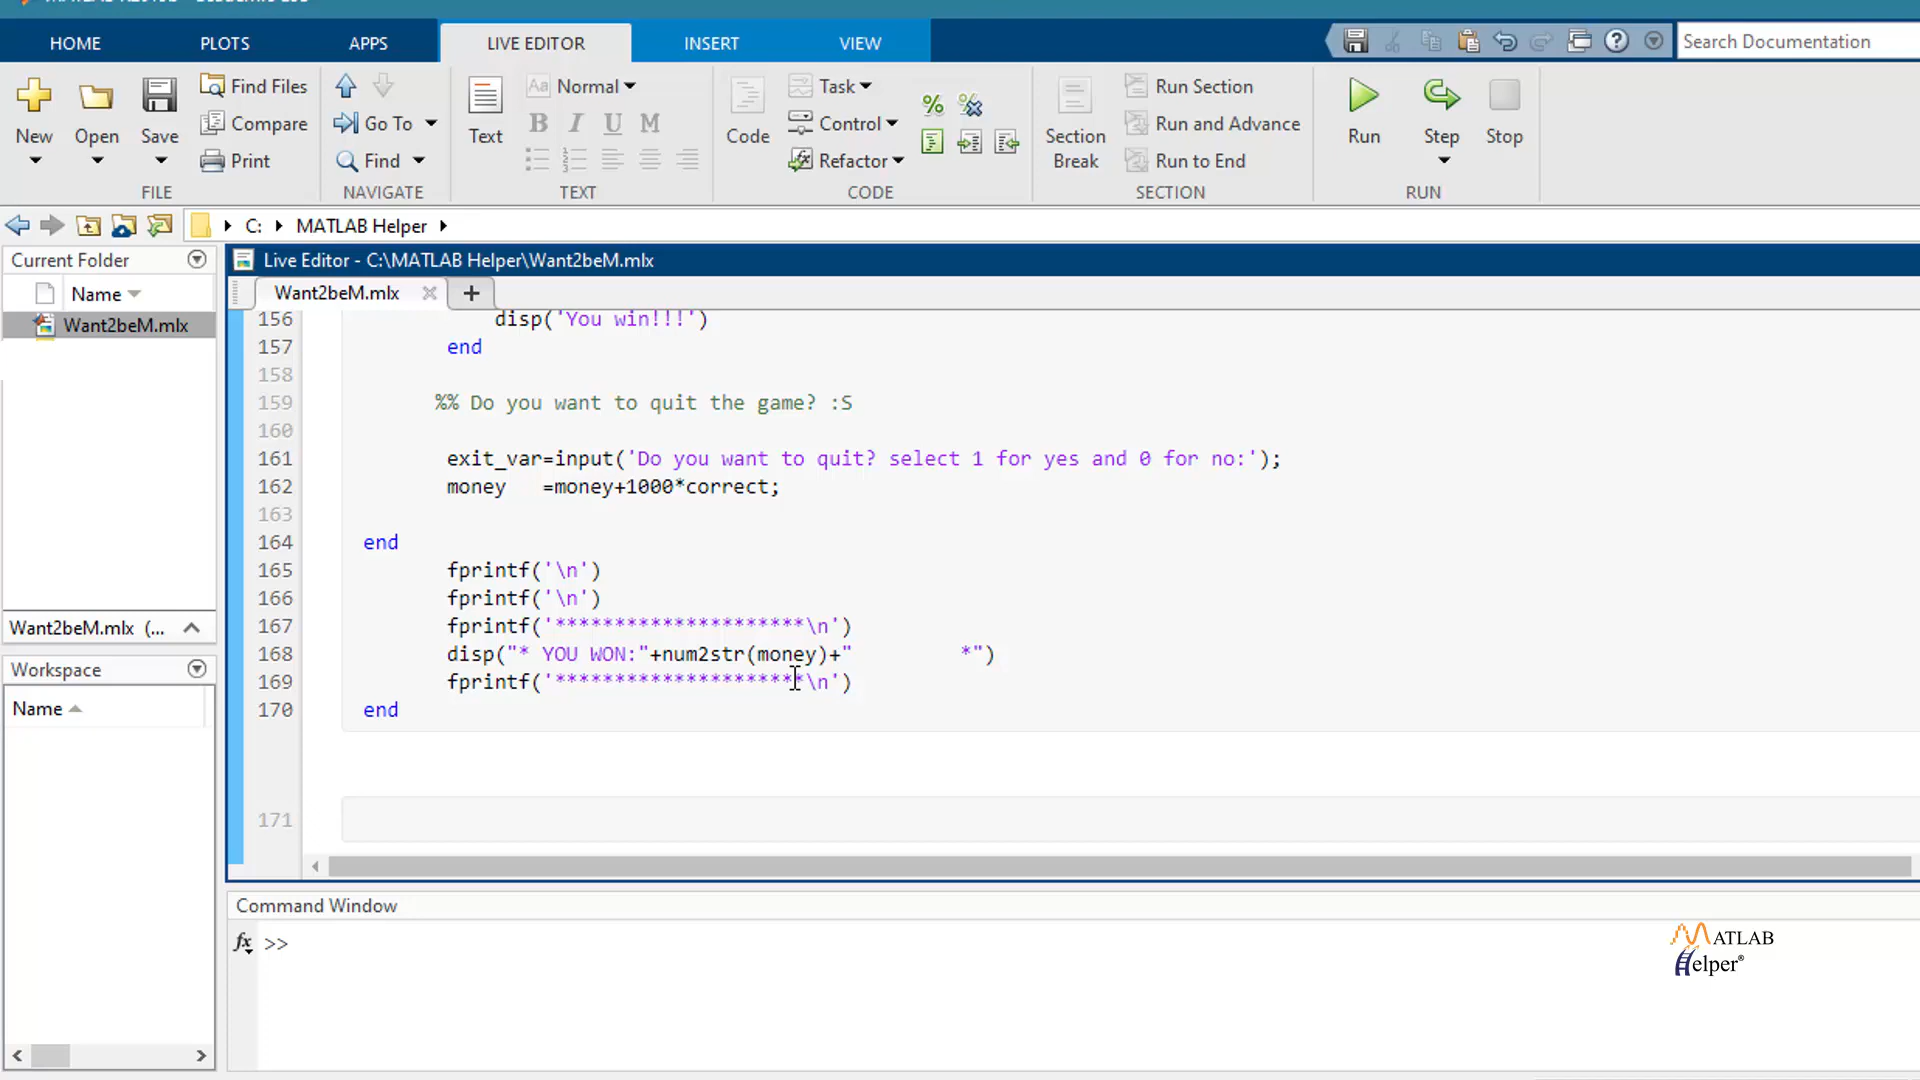 HOME PLOTS APPS LIVE EDITOR INSERT VIEW Search Documentation
New Open Save Find Files Compare Print
FILE
Go To Find
NAVIGATE
Text Aa Normal B I U M
TEXT
Code Task Control Refactor
CODE
Section Break Run Section Run and Advance Run to End
SECTION
Run Step Stop
RUN
C: MATLAB Helper
Current Folder
Name
Want2beM.mlx
Want2beM.mlx (...
Workspace
Name
Live Editor - C:\MATLAB Helper\Want2beM.mlx
Want2beM.mlx
156 disp('You win!!!')
157 end
158
159 %% Do you want to quit the game? :S
160
161 exit_var=input('Do you want to quit? select 1 for yes and 0 for no:');
162 money   =money+1000*correct;
163
164 end
165 fprintf('\n')
166 fprintf('\n')
167 fprintf('*********************\n')
168 disp("* YOU WON:"+num2str(money)+"         *")
169 fprintf('*********************\n')
170 end
171
Command Window
fx >>
MATLAB
Helper®